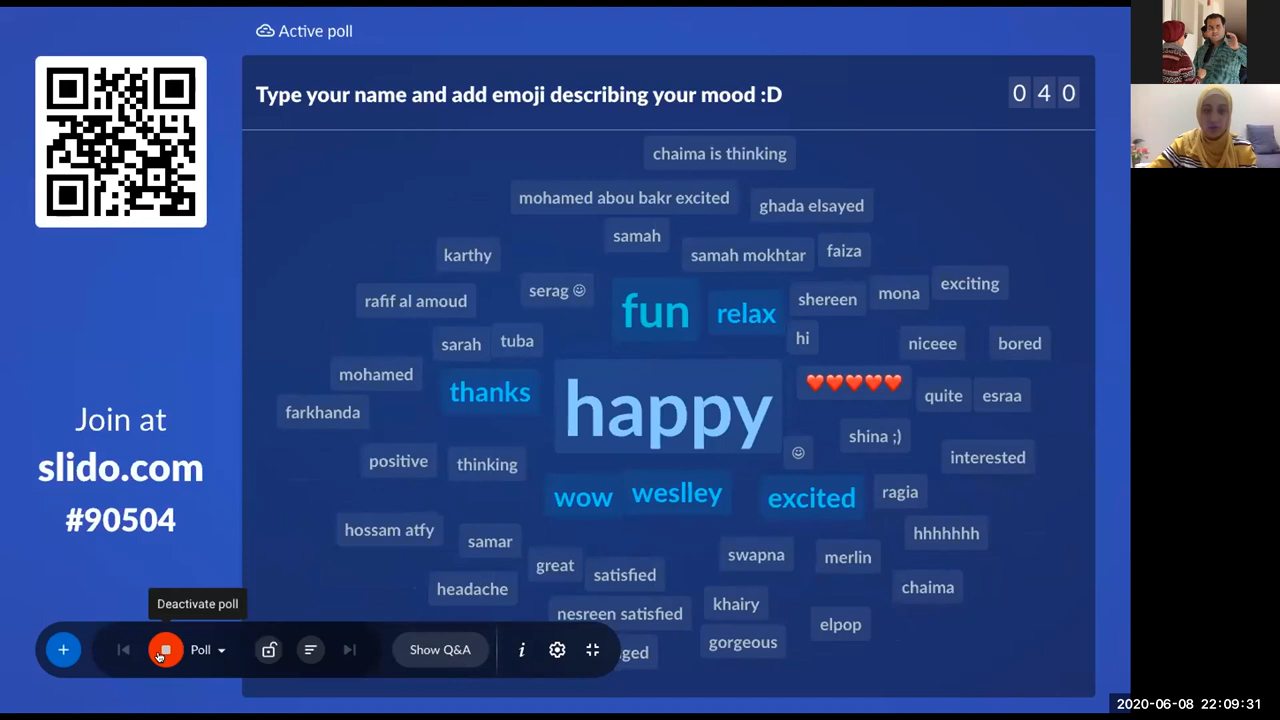 Active poll
Type your name and add emoji describing your mood :D
040
chaima is thinking
mohamed abou bakr excited
ghada elsayed
samah
karthy
samah mokhtar
faiza
serag ☺
exciting
rafif al amoud
fun
relax
shereen
mona
sarah
tuba
hi
niceee
bored
mohamed
thanks
happy
❤️❤️❤️❤️❤️
quite
esraa
farkhanda
shina ;)
☺
positive
thinking
interested
wow
weslley
excited
ragia
hossam atfy
samar
hhhhhhh
great
satisfied
swapna
merlin
headache
chaima
nesreen satisfied
khairy
elpop
gorgeous
Join at
slido.com
#90504
Deactivate poll
Poll
Show Q&A
i
2020-06-08 22:09:31